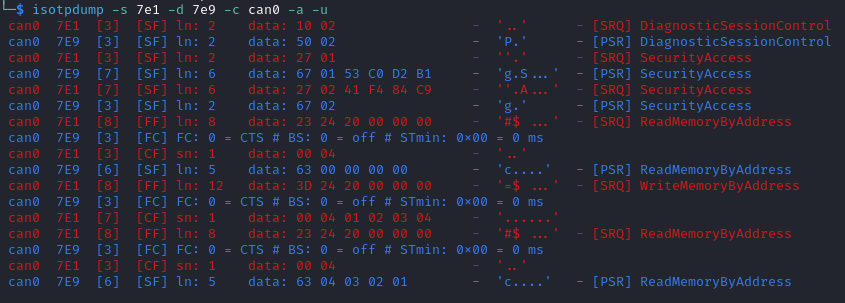 └─$ isotpdump -s 7e1 -d 7e9 -c can0 -a -u
can0  7E1  [3]  [SF] ln: 2    data: 10 02                   -  '..'    - [SRQ] DiagnosticSessionControl
can0  7E9  [3]  [SF] ln: 2    data: 50 02                   -  'P.'    - [PSR] DiagnosticSessionControl
can0  7E1  [3]  [SF] ln: 2    data: 27 01                   -  ''.'    - [SRQ] SecurityAccess
can0  7E9  [7]  [SF] ln: 6    data: 67 01 53 C0 D2 B1       -  'g.S...'  - [PSR] SecurityAccess
can0  7E1  [7]  [SF] ln: 6    data: 27 02 41 F4 84 C9       -  ''.A...'  - [SRQ] SecurityAccess
can0  7E9  [3]  [SF] ln: 2    data: 67 02                   -  'g.'    - [PSR] SecurityAccess
can0  7E1  [8]  [FF] ln: 8    data: 23 24 20 00 00 00       -  '#$ ...'  - [SRQ] ReadMemoryByAddress
can0  7E9  [3]  [FC] FC: 0 = CTS # BS: 0 = off # STmin: 0x00 = 0 ms
can0  7E1  [3]  [CF] sn: 1    data: 00 04                   -  '..'
can0  7E9  [6]  [SF] ln: 5    data: 63 00 00 00 00          -  'c....'  - [PSR] ReadMemoryByAddress
can0  7E1  [8]  [FF] ln: 12   data: 3D 24 20 00 00 00       -  '=$ ...'  - [SRQ] WriteMemoryByAddress
can0  7E9  [3]  [FC] FC: 0 = CTS # BS: 0 = off # STmin: 0x00 = 0 ms
can0  7E1  [7]  [CF] sn: 1    data: 00 04 01 02 03 04       -  '......'
can0  7E1  [8]  [FF] ln: 8    data: 23 24 20 00 00 00       -  '#$ ...'  - [SRQ] ReadMemoryByAddress
can0  7E9  [3]  [FC] FC: 0 = CTS # BS: 0 = off # STmin: 0x00 = 0 ms
can0  7E1  [3]  [CF] sn: 1    data: 00 04                   -  '..'
can0  7E9  [6]  [SF] ln: 5    data: 63 04 03 02 01          -  'c....'  - [PSR] ReadMemoryByAddress